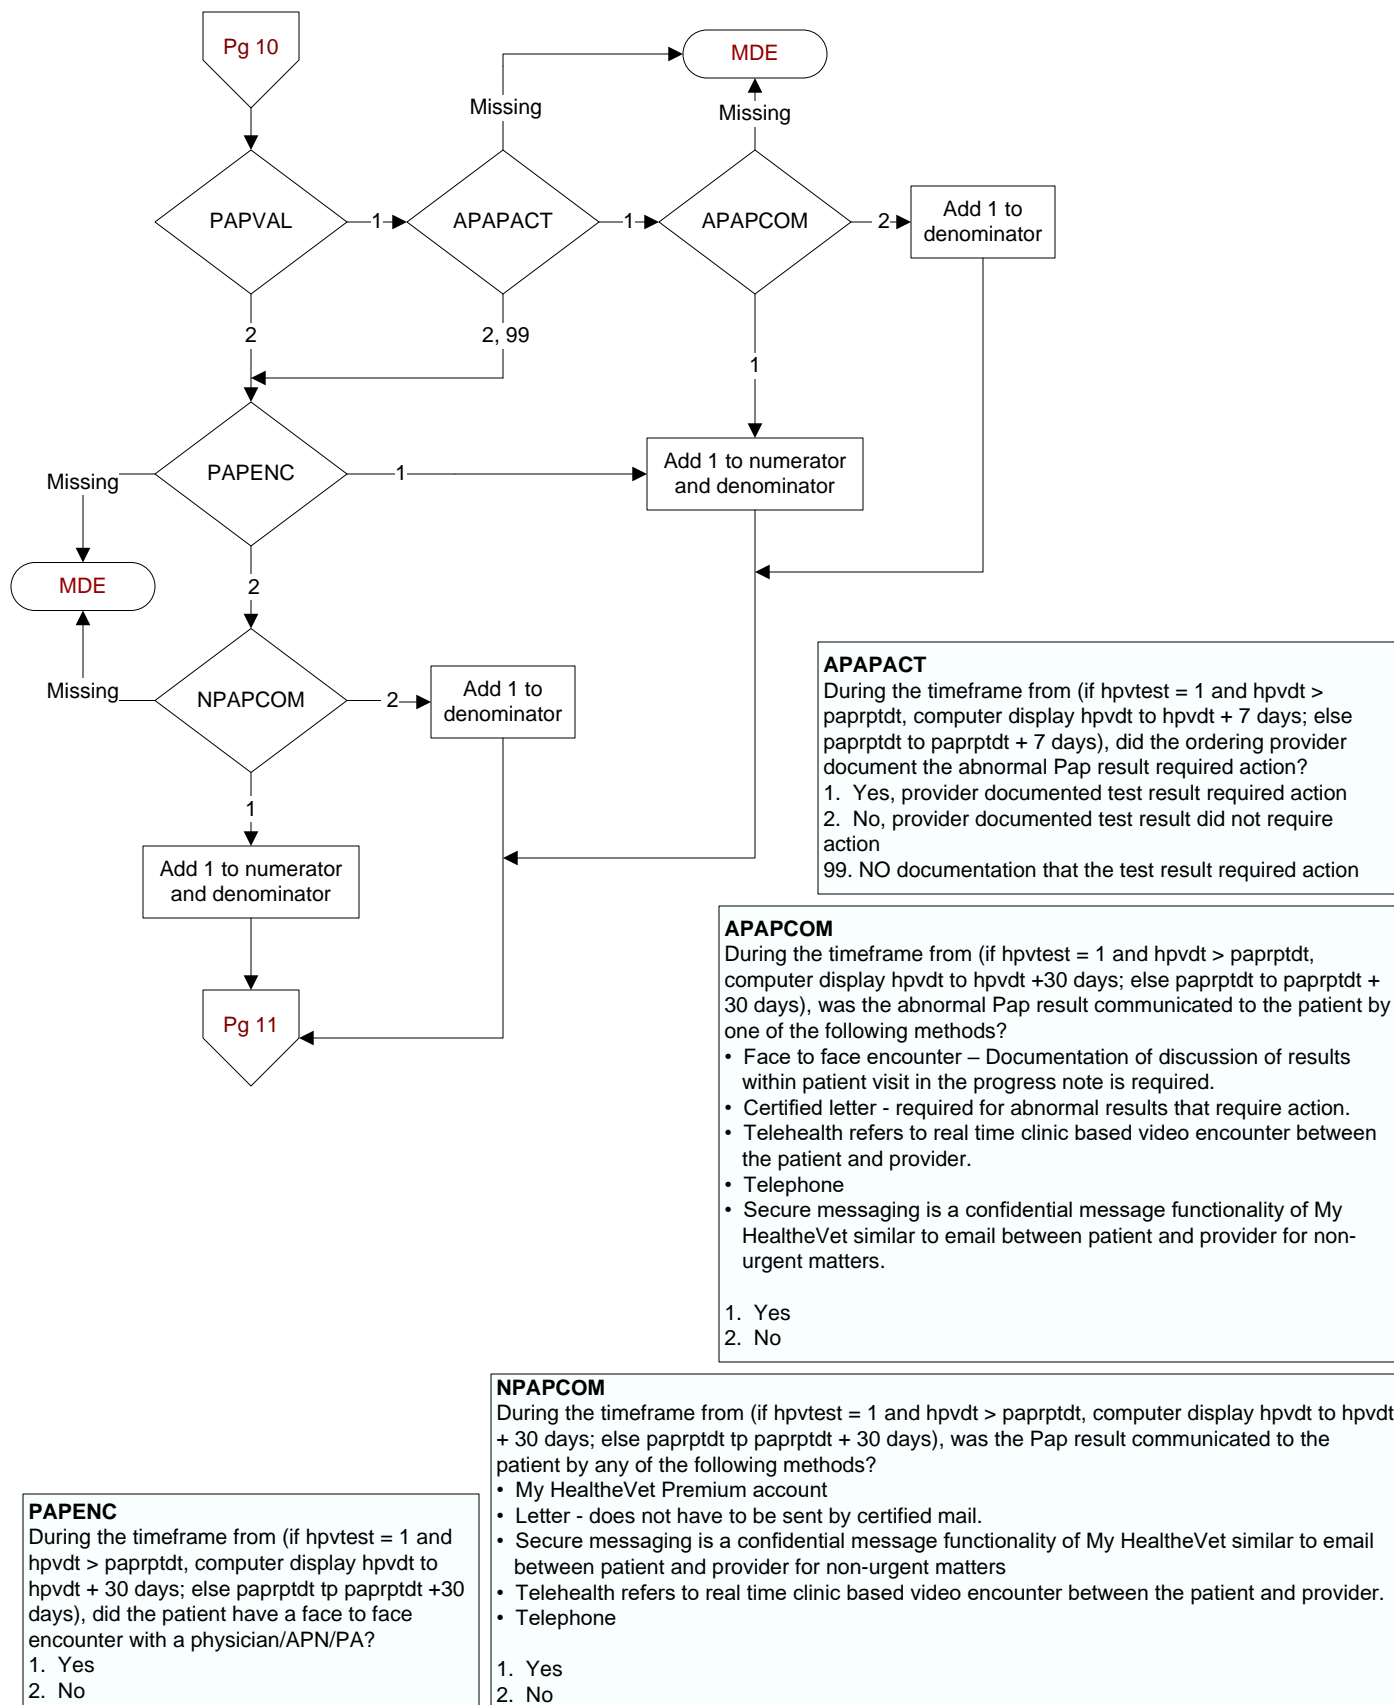 Pg 10
MDE
Missing
Missing
PAPVAL
1
APAPACT
1
APAPCOM
2
Add 1 to
denominator
2
2, 99
1
Missing
PAPENC
1
Add 1 to numerator
and denominator
MDE
2
Missing
NPAPCOM
2
Add 1 to
denominator
1
Add 1 to numerator
and denominator
Pg 11
APAPACT
During the timeframe from (if hpvtest = 1 and hpvdt >
paprptdt, computer display hpvdt to hpvdt + 7 days; else
paprptdt to paprptdt + 7 days), did the ordering provider
document the abnormal Pap result required action?
1. Yes, provider documented test result required action
2. No, provider documented test result did not require
action
99. NO documentation that the test result required action
APAPCOM
During the timeframe from (if hpvtest = 1 and hpvdt > paprptdt,
computer display hpvdt to hpvdt +30 days; else paprptdt to paprptdt +
30 days), was the abnormal Pap result communicated to the patient by
one of the following methods?
• Face to face encounter – Documentation of discussion of results
within patient visit in the progress note is required.
• Certified letter - required for abnormal results that require action.
• Telehealth refers to real time clinic based video encounter between
the patient and provider.
• Telephone
• Secure messaging is a confidential message functionality of My
HealtheVet similar to email between patient and provider for non-
urgent matters.
1. Yes
2. No
NPAPCOM
During the timeframe from (if hpvtest = 1 and hpvdt > paprptdt, computer display hpvdt to hpvdt
+ 30 days; else paprptdt tp paprptdt + 30 days), was the Pap result communicated to the
patient by any of the following methods?
• My HealtheVet Premium account
• Letter - does not have to be sent by certified mail.
• Secure messaging is a confidential message functionality of My HealtheVet similar to email
between patient and provider for non-urgent matters
• Telehealth refers to real time clinic based video encounter between the patient and provider.
• Telephone
1. Yes
2. No
PAPENC
During the timeframe from (if hpvtest = 1 and
hpvdt > paprptdt, computer display hpvdt to
hpvdt + 30 days; else paprptdt tp paprptdt +30
days), did the patient have a face to face
encounter with a physician/APN/PA?
1. Yes
2. No